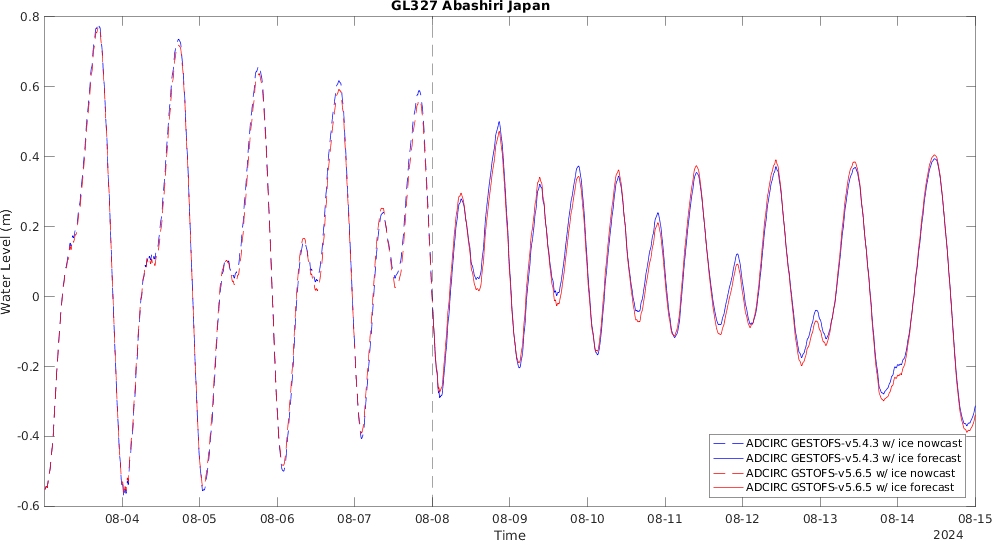 GL327 Abashiri Japan
Water Level (m)
0.8
0.6
0.4
0.2
0
-0.2
-0.4
-0.6
08-04 08-05 08-06 08-07 08-08 08-09 08-10 08-11 08-12 08-13 08-14 08-15
Time
2024
ADCIRC GESTOFS-v5.4.3 w/ ice nowcast
ADCIRC GESTOFS-v5.4.3 w/ ice forecast
ADCIRC GSTOFS-v5.6.5 w/ ice nowcast
ADCIRC GSTOFS-v5.6.5 w/ ice forecast